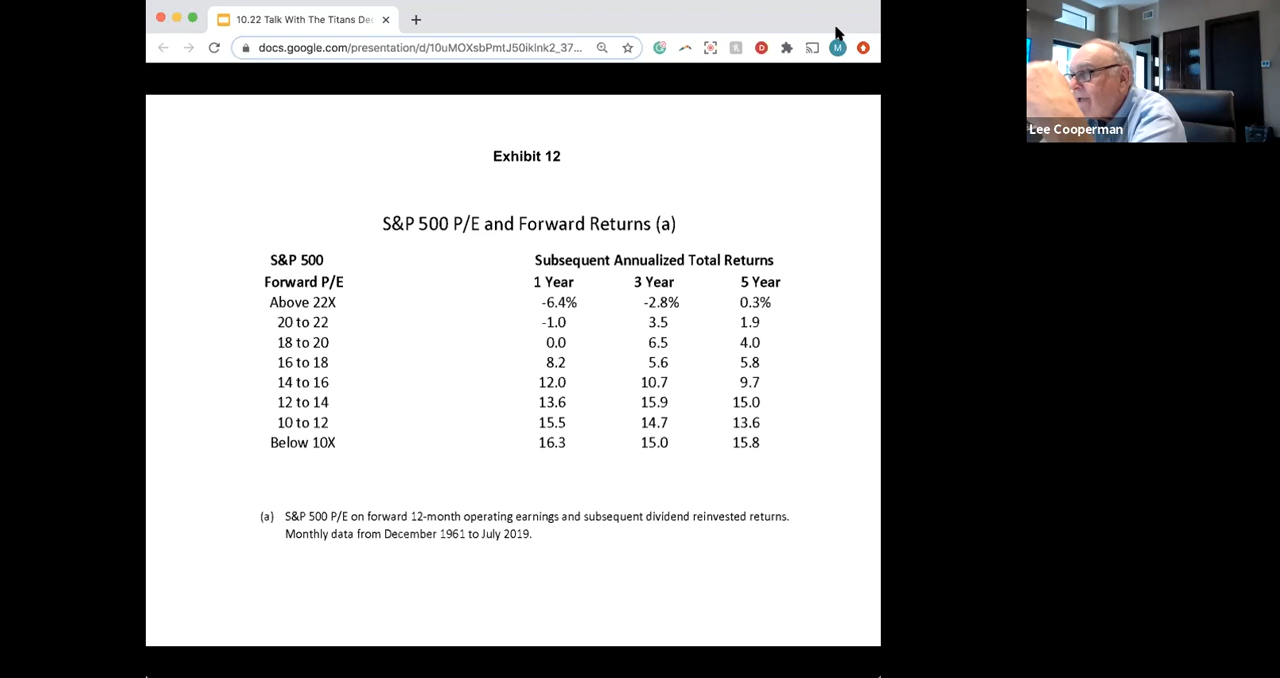 10.22 Talk With The Titans De
docs.google.com/presentation/d/10uMOXsbPmtJ50iklnk2_37...
M
D
Lee Cooperman
Exhibit 12
S&P 500 P/E and Forward Returns (a)
S&P 500 Subsequent Annualized Total Returns
Forward P/E 1 Year 3 Year 5 Year
Above 22X -6.4% -2.8% 0.3%
20 to 22 -1.0 3.5 1.9
18 to 20 0.0 6.5 4.0
16 to 18 8.2 5.6 5.8
14 to 16 12.0 10.7 9.7
12 to 14 13.6 15.9 15.0
10 to 12 15.5 14.7 13.6
Below 10X 16.3 15.0 15.8
(a) S&P 500 P/E on forward 12-month operating earnings and subsequent dividend reinvested returns.
Monthly data from December 1961 to July 2019.